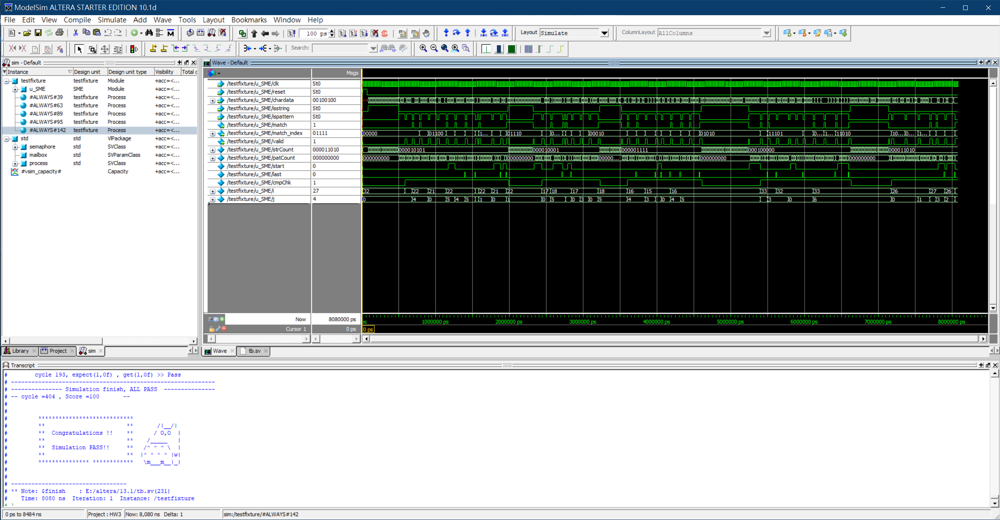 ModelSim ALTERA STARTER EDITION 10.1d
File Edit View Compile Simulate Add Wave Tools Layout Bookmarks Window Help
100 ps
Layout Simulate
ColumnLayout AllColumns
Search:
sim - Default
Instance Design unit Design unit type Visibility Total c
testfixture testfixture Module +acc=<...
u_SME SME Module +acc=<...
#ALWAYS#39 testfixture Process +acc=<...
#ALWAYS#63 testfixture Process +acc=<...
#ALWAYS#89 testfixture Process +acc=<...
#ALWAYS#95 testfixture Process +acc=<...
#ALWAYS#142 testfixture Process +acc=<...
std std VlPackage +acc=<...
semaphore std SVClass +acc=<...
mailbox std SVParamClass +acc=<...
process std SVClass +acc=<...
#vsim_capacity# Capacity +acc=<...
Library Project sim
Wave - Default
Msgs
/testfixture/u_SME/clk St0
/testfixture/u_SME/reset St0
/testfixture/u_SME/chardata 00100100
/testfixture/u_SME/isstring St0
/testfixture/u_SME/ispattern St0
/testfixture/u_SME/match 1
/testfixture/u_SME/match_index 01111 00000 01100 1... 01110 0... 00010 01010 11101 0... 1... 11010 10... 0... 1...
/testfixture/u_SME/valid 1
/testfixture/u_SME/strCount 000011010 000010101 000010001 000001111 000100000 000011010
/testfixture/u_SME/patCount 000000000 000000000 000000000 00000... 000000000 000000000
/testfixture/u_SME/start 0
/testfixture/u_SME/last 0
/testfixture/u_SME/cmpChk 1
/testfixture/u_SME/i 27 32 22 21 22 22 21 22 17 18 17 18 16 15 16 33 32 33 26 27 26
/testfixture/u_SME/j 4 0 4 0 5 4 5 1 0 1 0 5 0 3 0 5 4 3 0 4 5 3 0 6 0 1 3 2
Now 8080000 ps
ps 1000000 ps 2000000 ps 3000000 ps 4000000 ps 5000000 ps 6000000 ps 7000000 ps 8000000 ps
Cursor 1 0 ps 0 ps
Wave tb.sv
Transcript
# cycle 193, expect(1,0f) , get(1,0f) >> Pass
# ------------------------------------------------------------
# --------------- Simulation finish, ALL PASS ---------------
# -- cycle =404 , Score =100 --
#
#
# ****************************
# ** ** /|__/|
# ** Congratulations !! ** / O,O |
# ** ** /_____ |
# ** Simulation PASS!! ** /^ ^ ^ \ |
# ** ** |^ ^ ^ ^ |w|
# *************** ************ \m___m__|_|
#
#
# ----------------------------------
# ** Note: $finish : E:/altera/13.1/tb.sv(231)
# Time: 8080 ns Iteration: 1 Instance: /testfixture
# 1
0 ps to 8484 ns Project : HW3 Now: 8,080 ns Delta: 1 sim:/testfixture/#ALWAYS#142